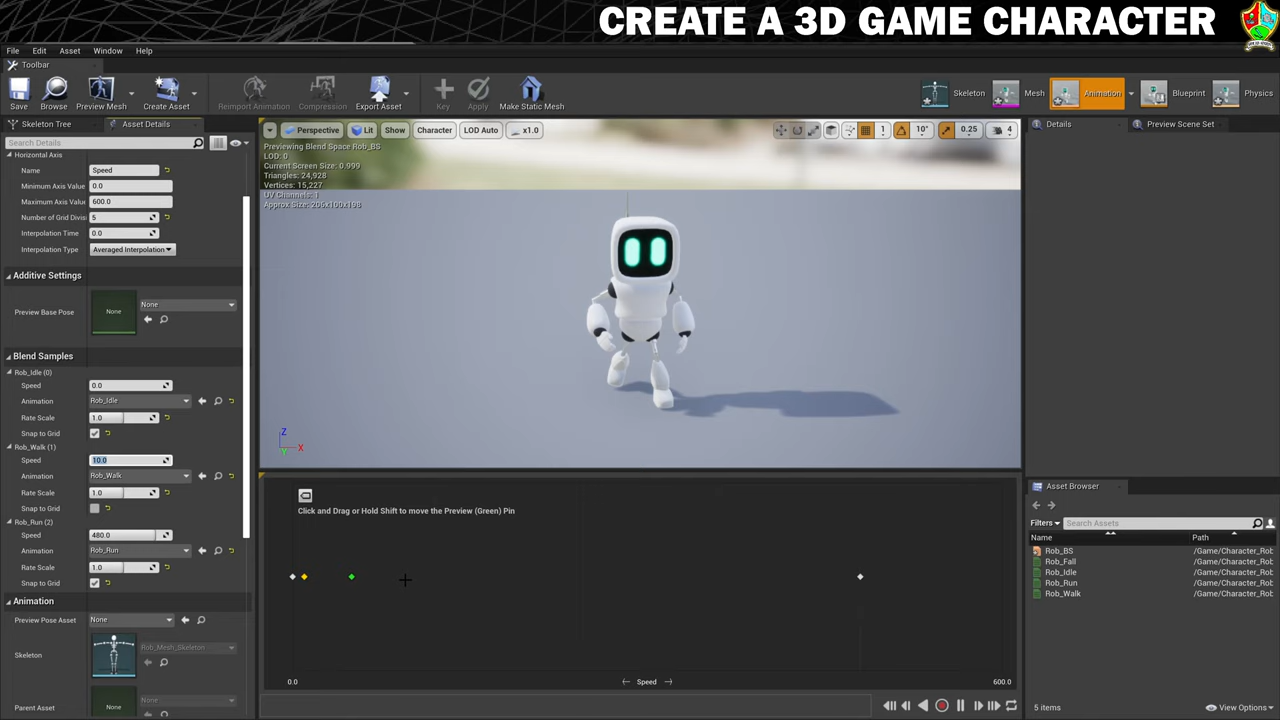 CREATE A 3D GAME CHARACTER
File Edit Asset Window Help
Toolbar
Save Browse Preview Mesh Create Asset Reimport Animation Compression Export Asset Key Apply Make Static Mesh Skeleton Mesh Animation Blueprint Physics
Skeleton Tree Asset Details
Search Details
Horizontal Axis
Name Speed
Minimum Axis Value 0.0
Maximum Axis Value 600.0
Number of Grid Divisi 5
Interpolation Time 0.0
Interpolation Type Averaged Interpolation
Additive Settings
Preview Base Pose None None
Blend Samples
Rob_Idle (0)
Speed 0.0
Animation Rob_Idle
Rate Scale 1.0
Snap to Grid
Rob_Walk (1)
Speed 10.0
Animation Rob_Walk
Rate Scale 1.0
Snap to Grid
Rob_Run (2)
Speed 480.0
Animation Rob_Run
Rate Scale 1.0
Snap to Grid
Animation
Preview Pose Asset None
Skeleton Rob_Mesh_Skeleton
Parent Asset None None
Perspective Lit Show Character LOD Auto x1.0 1 10° 0.25 4
Previewing Blend Space Rob_BS
LOD: 0
Current Screen Size: 0.999
Triangles: 24,928
Vertices: 15,227
UV Channels: 1
Approx Size: 206x100x198
Z
X
Y
Click and Drag or Hold Shift to move the Preview (Green) Pin
0.0 Speed 600.0
Details Preview Scene Set
Asset Browser
Filters Search Assets
Name Path
Rob_BS /Game/Character_Rob
Rob_Fall /Game/Character_Rob
Rob_Idle /Game/Character_Rob
Rob_Run /Game/Character_Rob
Rob_Walk /Game/Character_Rob
5 items View Options